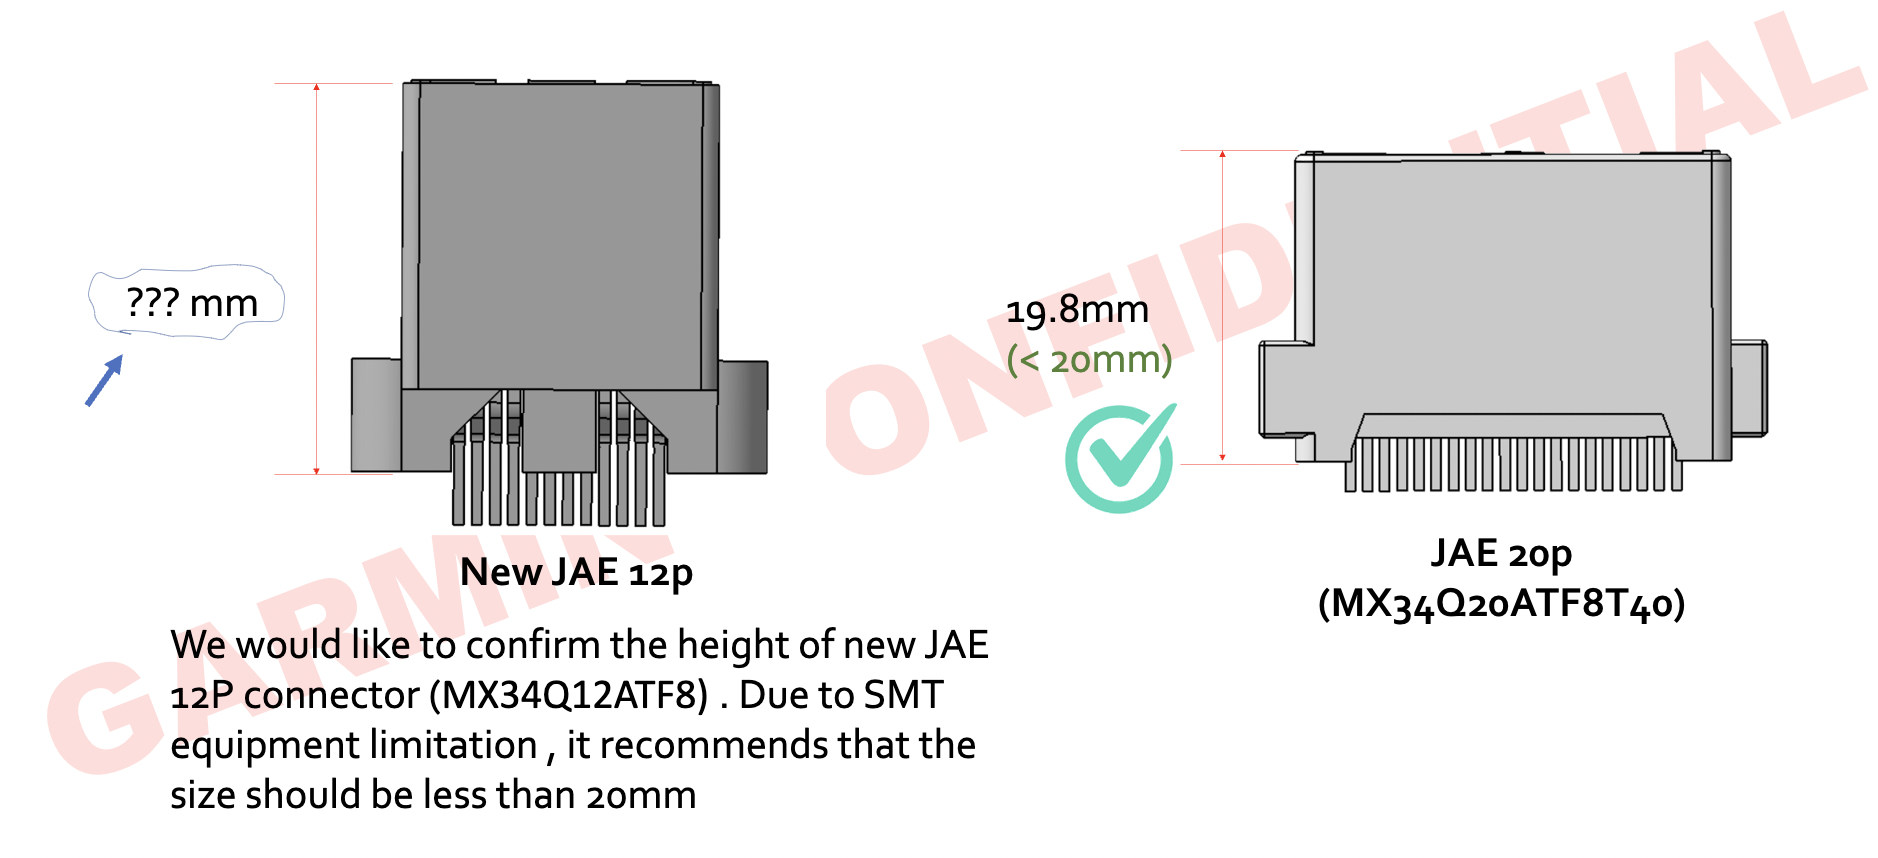 GARMIN CONFIDENTIAL
??? mm
19.8mm
(< 20mm)
New JAE 12p
JAE 20p
(MX34Q20ATF8T40)
We would like to confirm the height of new JAE
12P connector (MX34Q12ATF8) . Due to SMT
equipment limitation , it recommends that the
size should be less than 20mm